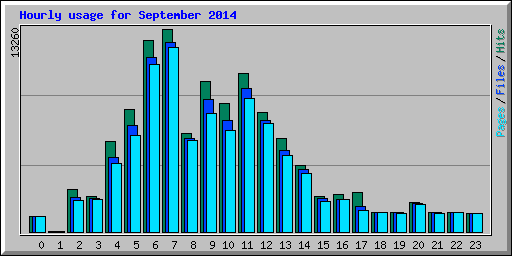 Hourly usage for September 2014
13260
Pages/Files/Hits
0 1 2 3 4 5 6 7 8 9 10 11 12 13 14 15 16 17 18 19 20 21 22 23